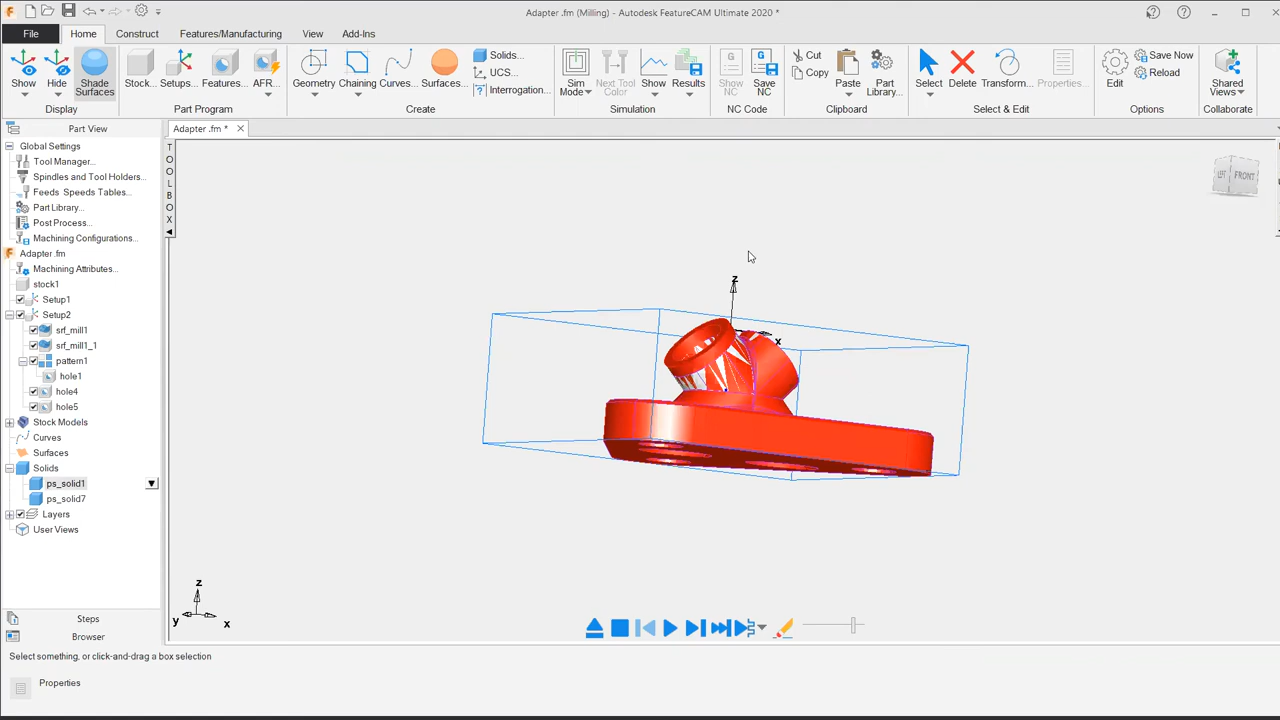 Adapter .fm (Milling) - Autodesk FeatureCAM Ultimate 2020 *
File Home Construct Features/Manufacturing View Add-Ins
Show Hide Shade Surfaces
Display
Stock... Setups... Features... AFR...
Part Program
Geometry Chaining Curves... Surfaces...
Solids...
UCS...
Interrogation...
Create
Sim Mode Next Tool Color Show Results
Simulation
Show NC Save NC
NC Code
Cut
Copy
Paste Part Library...
Clipboard
Select Delete Transform... Properties...
Select & Edit
Edit
Save Now
Reload
Options
Shared Views
Collaborate
Part View
Adapter .fm *
TOOLBOX
Global Settings
Tool Manager...
Spindles and Tool Holders...
Feeds Speeds Tables...
Part Library...
Post Process...
Machining Configurations...
Adapter .fm
Machining Attributes...
stock1
Setup1
Setup2
srf_mill1
srf_mill1_1
pattern1
hole1
hole4
hole5
Stock Models
Curves
Surfaces
Solids
ps_solid1
ps_solid7
Layers
User Views
LEFT FRONT
z
x
z
y
x
Steps
Browser
Select something, or click-and-drag a box selection
Properties